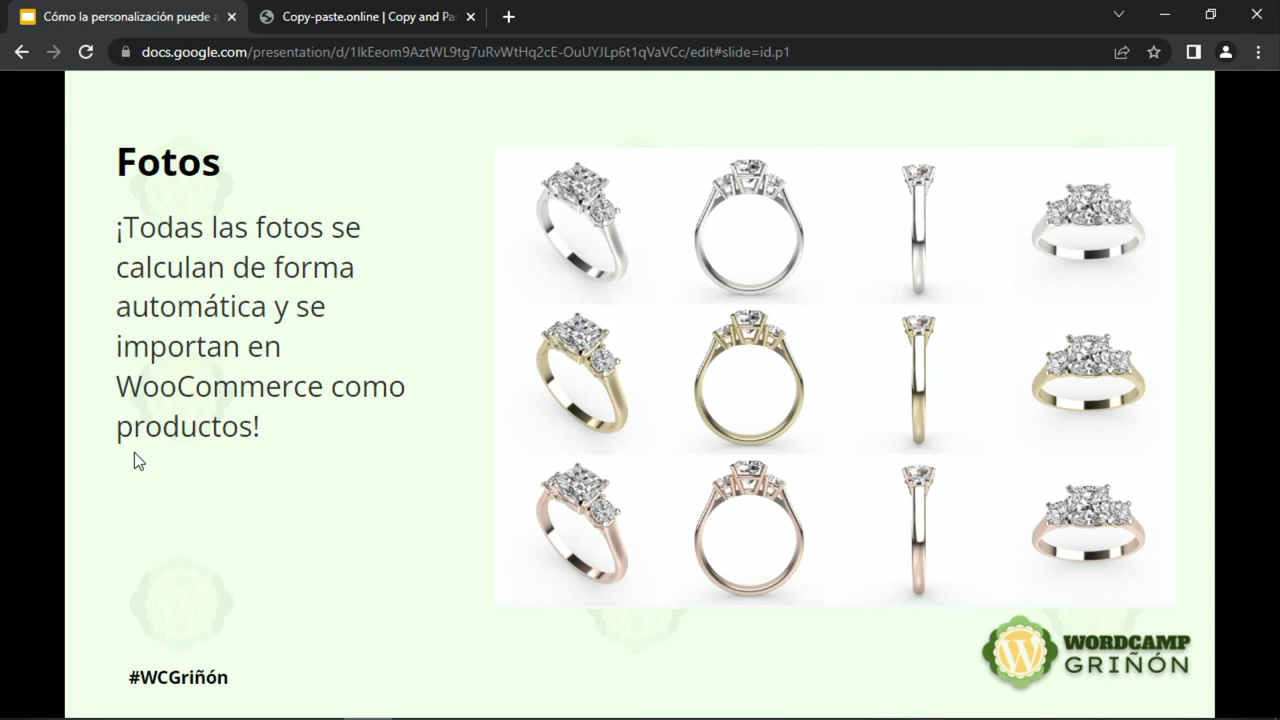 Cómo la personalización puede a
Copy-paste.online | Copy and Pa
docs.google.com/presentation/d/1IkEeom9AztWL9tg7uRvWtHq2cE-OuUYJLp6t1qVaVCc/edit#slide=id.p1
Fotos
¡Todas las fotos se
calculan de forma
automática y se
importan en
WooCommerce como
productos!
#WCGriñón
WORDCAMP
GRIÑÓN